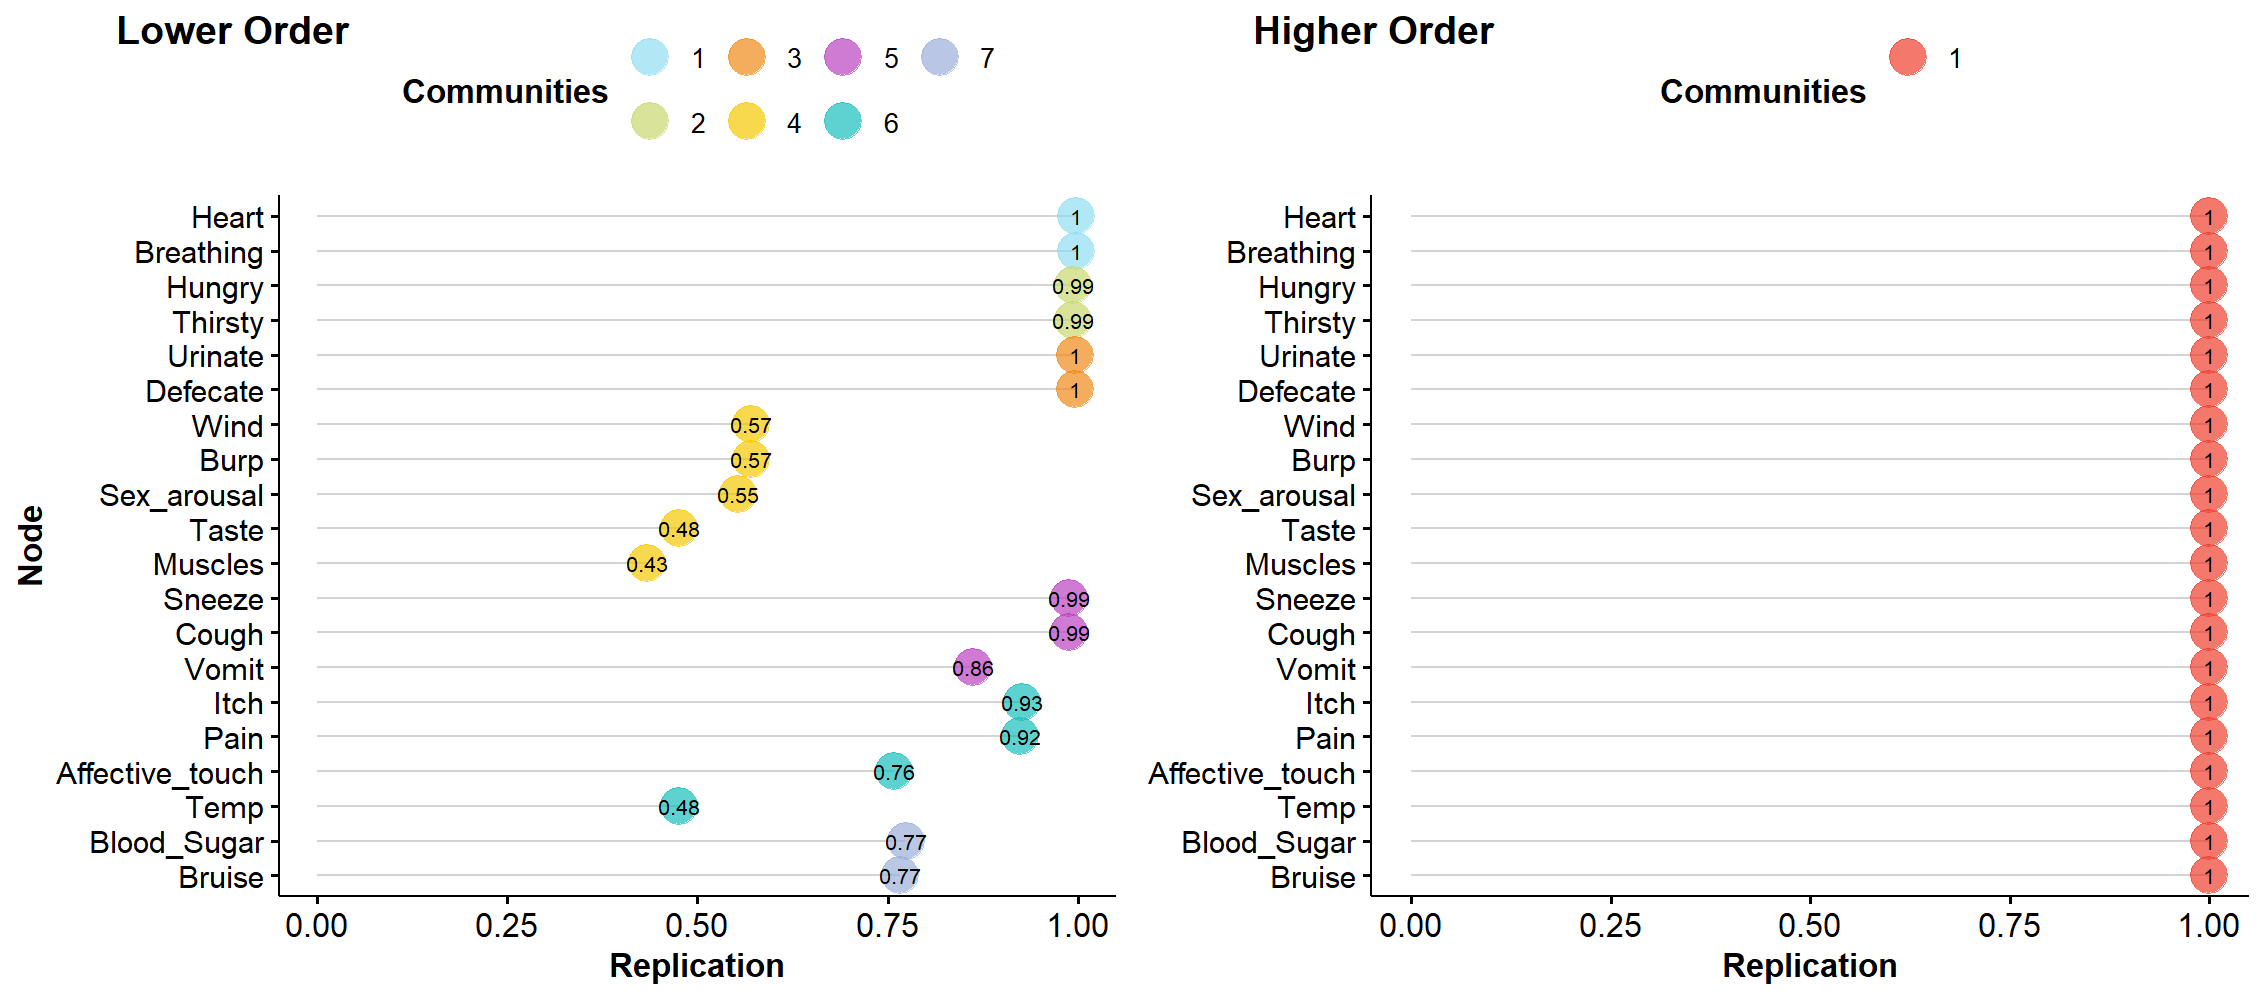 Lower Order
Communities
1 3 5 7
2 4 6
Node
Heart 1
Breathing 1
Hungry 0.99
Thirsty 0.99
Urinate 1
Defecate 1
Wind 0.57
Burp 0.57
Sex_arousal 0.55
Taste 0.48
Muscles 0.43
Sneeze 0.99
Cough 0.99
Vomit 0.86
Itch 0.93
Pain 0.92
Affective_touch 0.76
Temp 0.48
Blood_Sugar 0.77
Bruise 0.77
0.00 0.25 0.50 0.75 1.00
Replication
Higher Order
Communities
1
Heart 1
Breathing 1
Hungry 1
Thirsty 1
Urinate 1
Defecate 1
Wind 1
Burp 1
Sex_arousal 1
Taste 1
Muscles 1
Sneeze 1
Cough 1
Vomit 1
Itch 1
Pain 1
Affective_touch 1
Temp 1
Blood_Sugar 1
Bruise 1
0.00 0.25 0.50 0.75 1.00
Replication